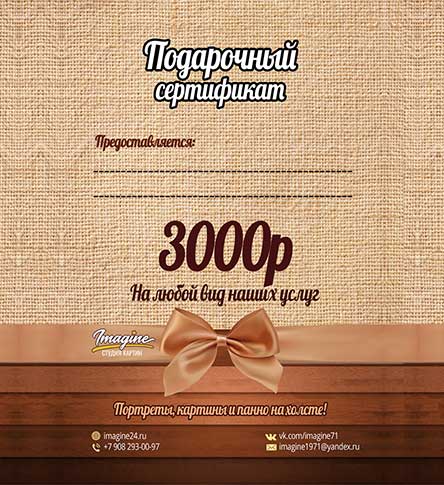 Подарочный
сертификат
Предоставляется:
3000р
На любой вид наших услуг
Imagine
СТУДИЯ КАРТИН
Портреты, картины и панно на холсте!
imagine24.ru
+7 908 293-00-97
vk.com/imagine71
imagine1971@yandex.ru